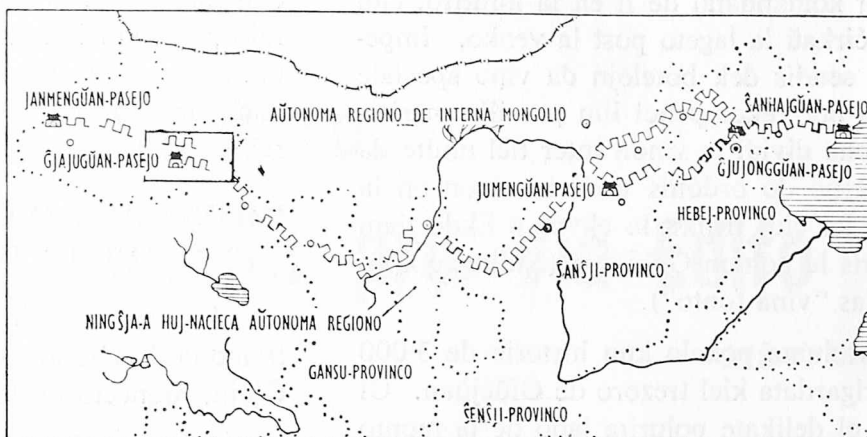 JANMENGŬAN-PASEJO
AŬTONOMA REGIONO DE INTERNA MONGOLIO
ŜANHAJGŬAN-PASEJO
ĜJAJUGŬAN-PASEJO
ĜJUJONGGŬAN-PASEJO
JUMENGŬAN-PASEJO
HEBEJ-PROVINCO
ŜANŜJI-PROVINCO
NINGŜJA-A HUJ-NACIECA AŬTONOMA REGIONO
GANSU-PROVINCO
ŜENŜJI-PROVINCO